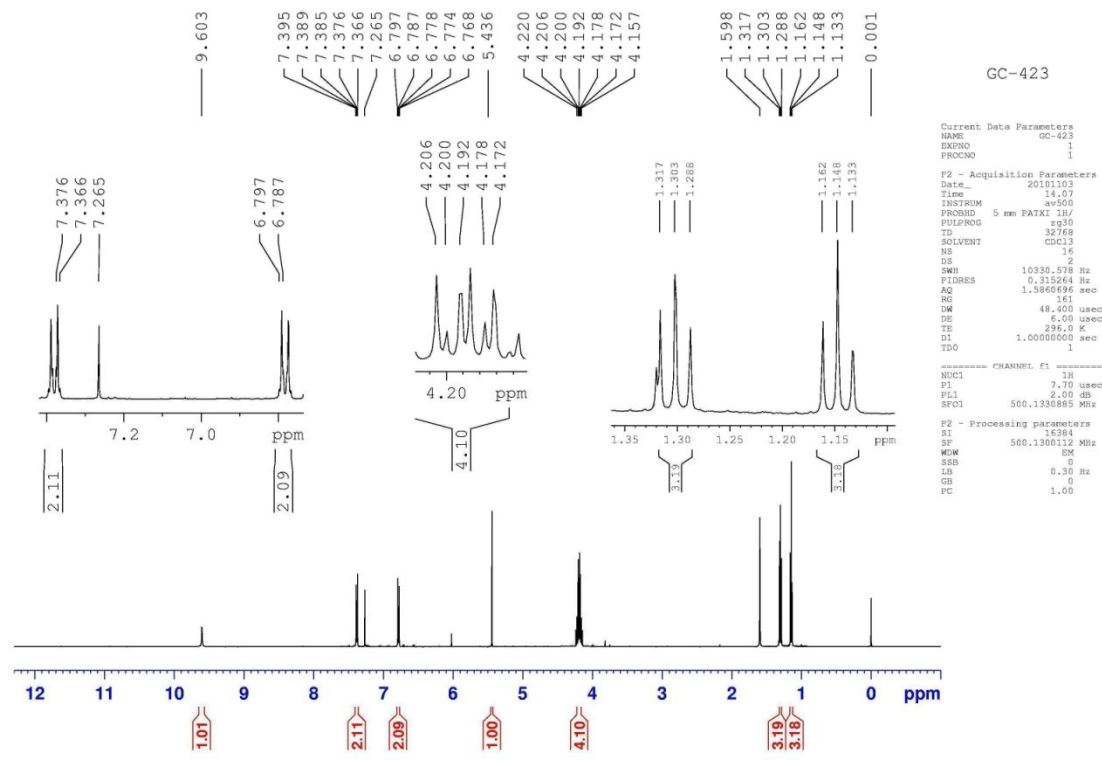 9.603
7.395
7.389
7.385
7.376
7.366
7.265
6.797
6.787
6.778
6.774
6.768
5.436
4.220
4.206
4.200
4.192
4.178
4.172
4.157
1.598
1.317
1.303
1.288
1.162
1.148
1.133
0.001
7.376
7.366
7.265
6.797
6.787
7.2 7.0 ppm
2.11 2.09
4.206
4.200
4.192
4.178
4.172
4.20 ppm
4.10
1.317
1.303
1.288
1.162
1.148
1.133
1.35 1.30 1.25 1.20 1.15 ppm
3.19 3.18
GC-423
Current Data Parameters
NAME GC-423
EXPNO 1
PROCNO 1
F2 - Acquisition Parameters
Date_ 20101103
Time 14.07
INSTRUM av500
PROBHD 5 mm PATXI 1H/
PULPROG zg30
TD 32768
SOLVENT CDCl3
NS 16
DS 2
SWH 10330.578 Hz
FIDRES 0.315264 Hz
AQ 1.5860696 sec
RG 161
DW 48.400 usec
DE 6.00 usec
TE 296.0 K
D1 1.00000000 sec
TD0 1
======== CHANNEL f1 ========
NUC1 1H
P1 7.70 usec
PL1 2.00 dB
SFO1 500.1330885 MHz
F2 - Processing parameters
SI 16384
SF 500.1300112 MHz
WDW EM
SSB 0
LB 0.30 Hz
GB 0
PC 1.00
12 11 10 9 8 7 6 5 4 3 2 1 0 ppm
1.01 2.11 2.09 1.00 4.10 3.19 3.18